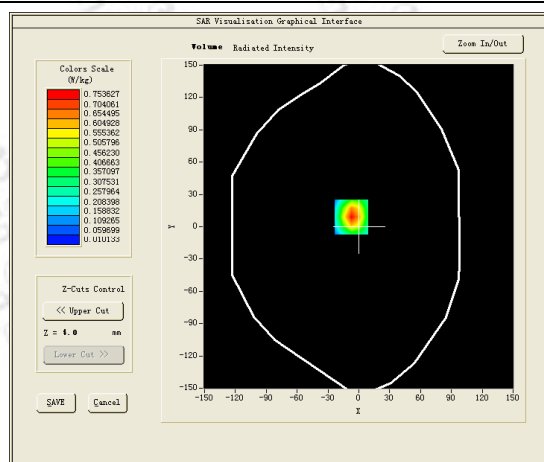 SAR Visualisation Graphical Interface
Volume Radiated Intensity
Zoom In/Out
Colors Scale
(W/kg)
0.753627
0.704061
0.654495
0.604928
0.555362
0.505796
0.456230
0.406663
0.357097
0.307531
0.257964
0.208398
0.158832
0.109265
0.059699
0.010133
Z-Cuts Control
<< Upper Cut
Z = 4.0 mm
Lower Cut >>
SAVE Cancel
150
120
90
60
30
0
-30
-60
-90
-120
-150
Y
-150 -120 -90 -60 -30 0 30 60 90 120 150
X